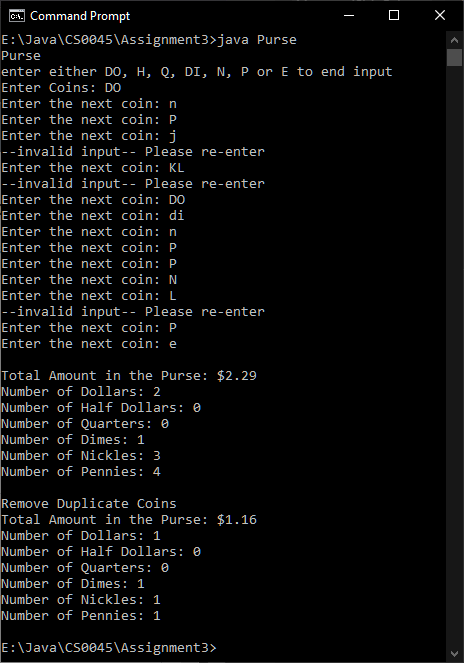 Command Prompt
E:\Java\CS0045\Assignment3>java Purse
Purse
enter either DO, H, Q, DI, N, P or E to end input
Enter Coins: DO
Enter the next coin: n
Enter the next coin: P
Enter the next coin: j
--invalid input-- Please re-enter
Enter the next coin: KL
--invalid input-- Please re-enter
Enter the next coin: DO
Enter the next coin: di
Enter the next coin: n
Enter the next coin: P
Enter the next coin: P
Enter the next coin: N
Enter the next coin: L
--invalid input-- Please re-enter
Enter the next coin: P
Enter the next coin: e
Total Amount in the Purse: $2.29
Number of Dollars: 2
Number of Half Dollars: 0
Number of Quarters: 0
Number of Dimes: 1
Number of Nickles: 3
Number of Pennies: 4
Remove Duplicate Coins
Total Amount in the Purse: $1.16
Number of Dollars: 1
Number of Half Dollars: 0
Number of Quarters: 0
Number of Dimes: 1
Number of Nickles: 1
Number of Pennies: 1
E:\Java\CS0045\Assignment3>